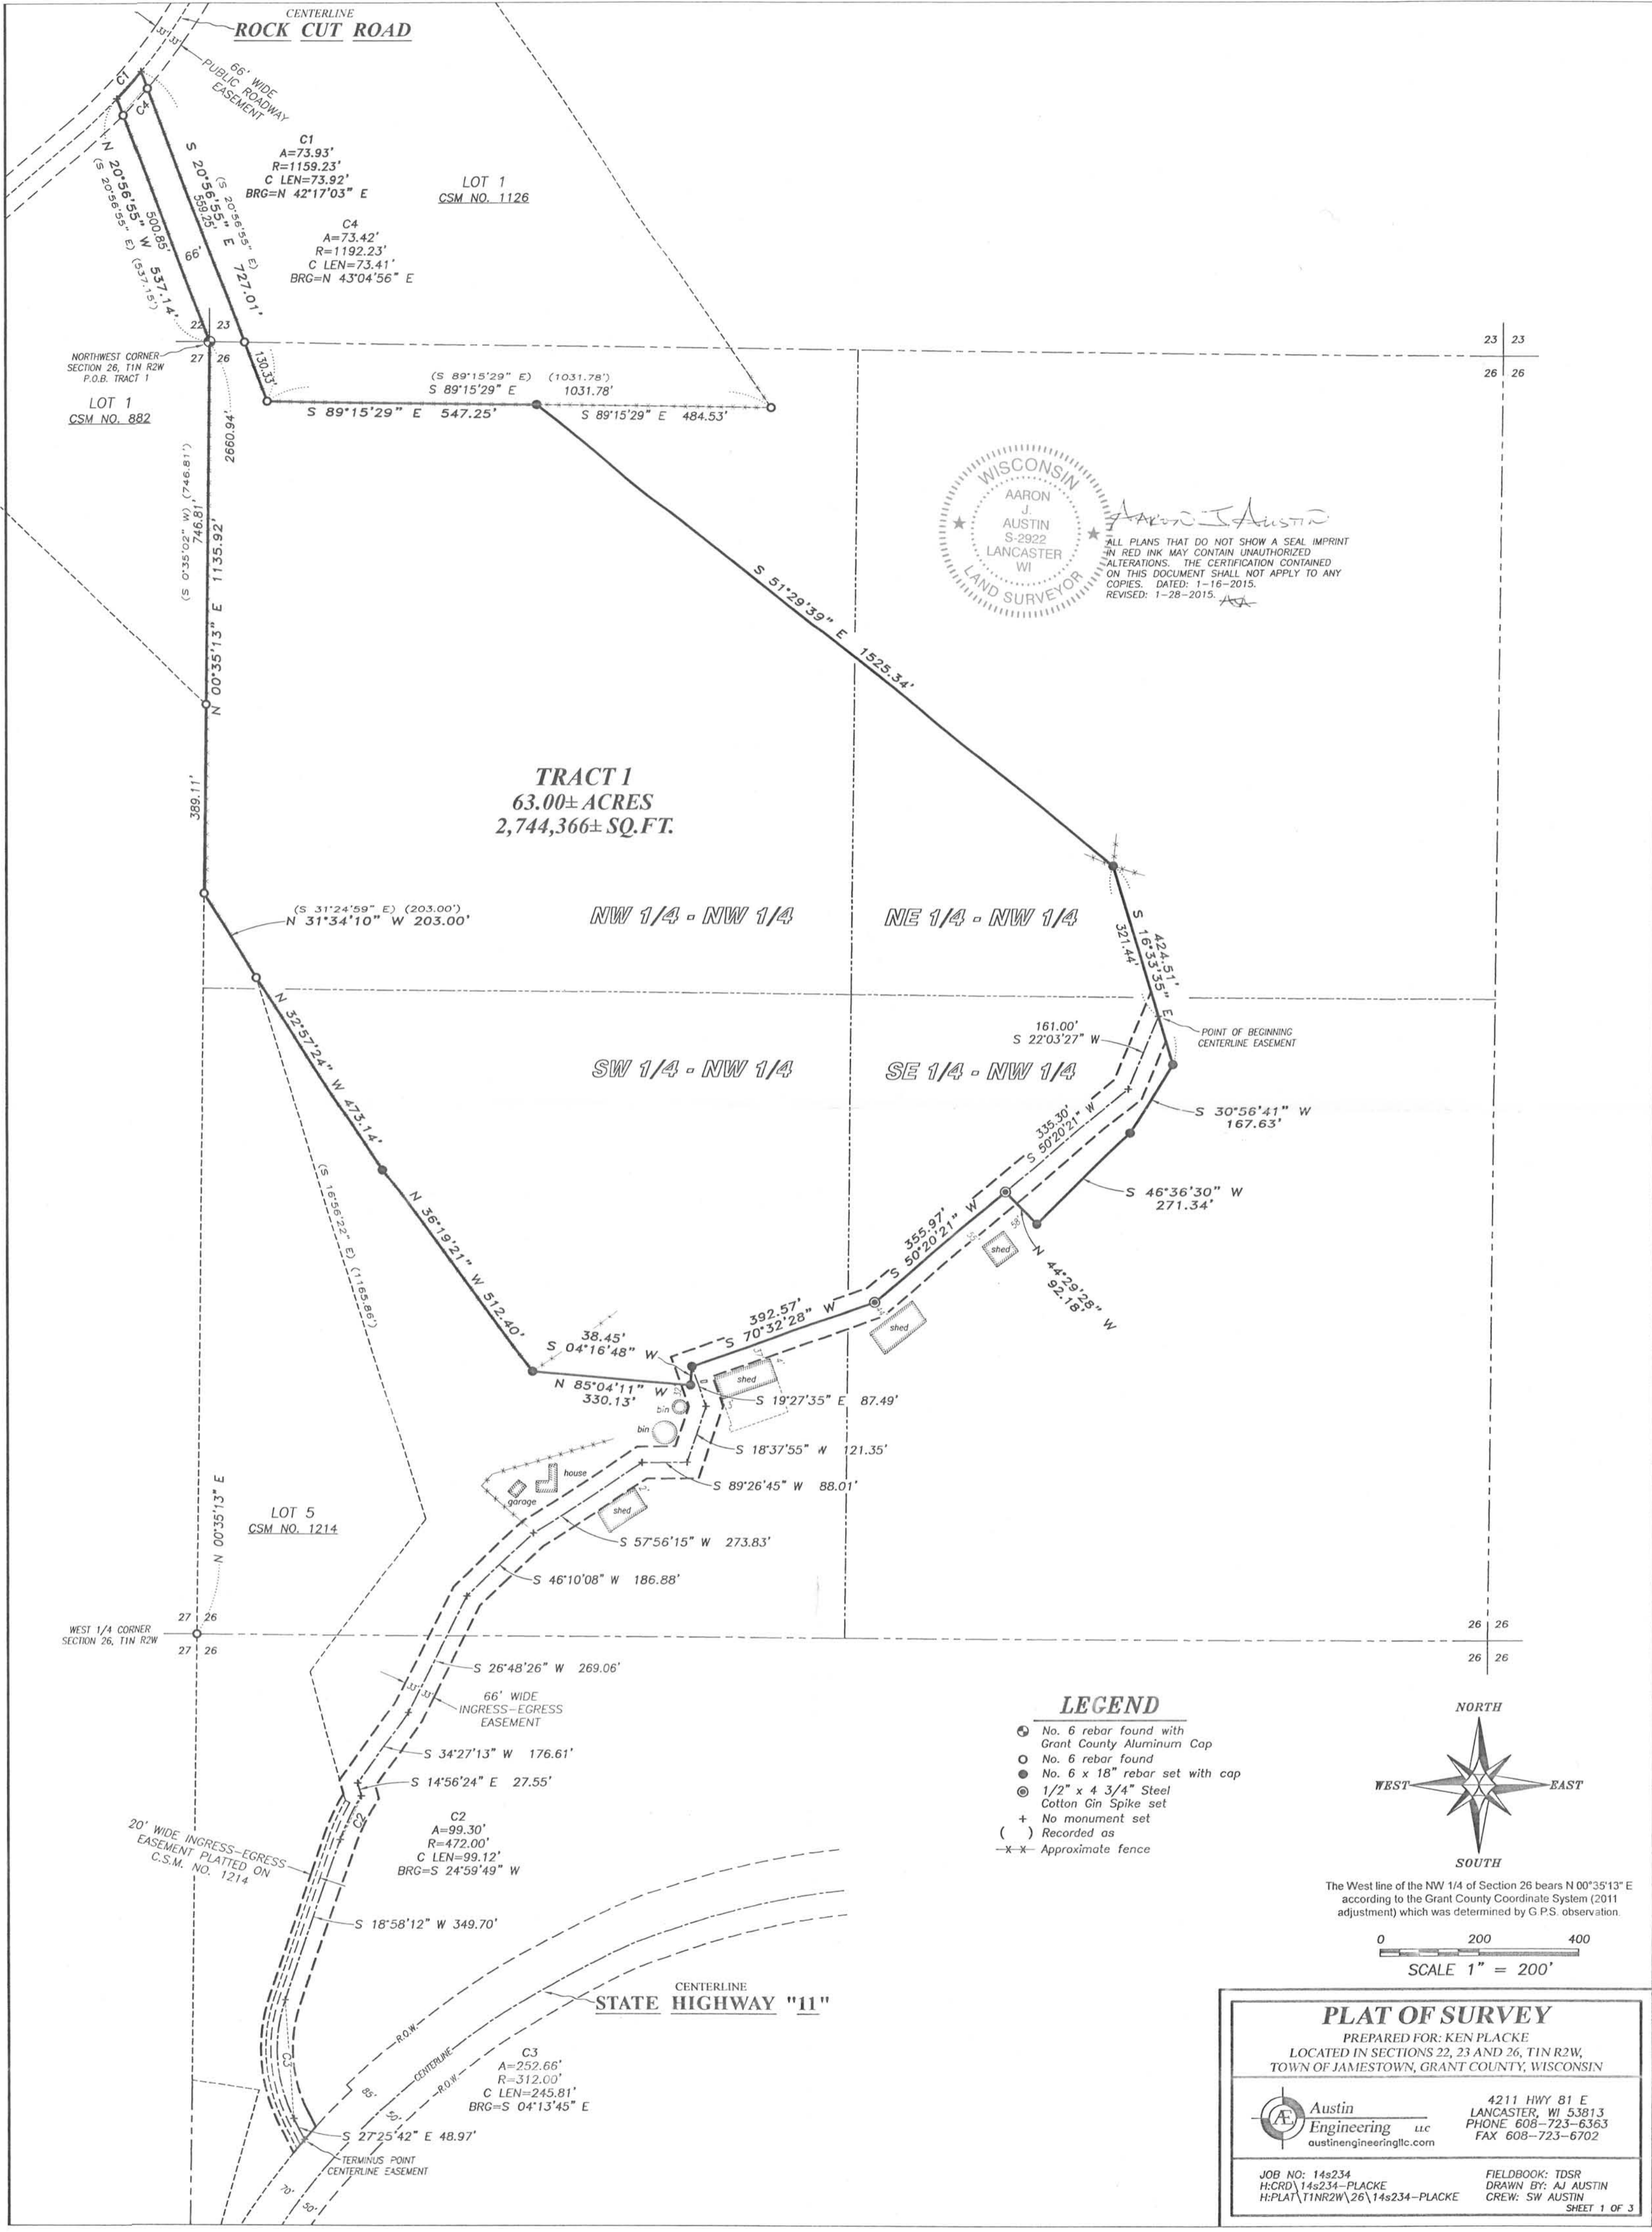 CENTERLINE
ROCK CUT ROAD
33' 33'
66' WIDE
PUBLIC ROADWAY
EASEMENT
C1
C4
C1
A=73.93'
R=1159.23'
C LEN=73.92'
BRG=N 42°17'03" E
C4
A=73.42'
R=1192.23'
C LEN=73.41'
BRG=N 43°04'56" E
LOT 1
CSM NO. 1126
N 20°56'55" W 537.14'
500.85'
(S 20°56'55" E) (537.15')
66'
S 20°56'55" E 727.01'
559.25'
(S 20°56'55" E)
130.33'
22 23
27 26
NORTHWEST CORNER
SECTION 26, T1N R2W
P.O.B. TRACT 1
LOT 1
CSM NO. 882
23 23
26 26
(S 89°15'29" E) (1031.78')
S 89°15'29" E 1031.78'
S 89°15'29" E 547.25'
S 89°15'29" E 484.53'
2660.94'
(S 0°35'02" W) (746.81')
746.81'
N 00°35'13" E 1135.92'
389.11'
WISCONSIN
AARON
J.
AUSTIN
S-2922
LANCASTER
WI
LAND SURVEYOR
Aaron J Austin
ALL PLANS THAT DO NOT SHOW A SEAL IMPRINT
IN RED INK MAY CONTAIN UNAUTHORIZED
ALTERATIONS. THE CERTIFICATION CONTAINED
ON THIS DOCUMENT SHALL NOT APPLY TO ANY
COPIES. DATED: 1-16-2015.
REVISED: 1-28-2015. AA
S 51°29'39" E 1525.34'
TRACT 1
63.00± ACRES
2,744,366± SQ.FT.
(S 31°24'59" E) (203.00')
N 31°34'10" W 203.00'
NW 1/4 - NW 1/4
NE 1/4 - NW 1/4
424.51'
S 16°33'35" E
321.44'
N 32°57'24" W 473.14'
SW 1/4 - NW 1/4
SE 1/4 - NW 1/4
161.00'
S 22°03'27" W
POINT OF BEGINNING
CENTERLINE EASEMENT
S 30°56'41" W
167.63'
335.30'
S 50°20'21" W
S 46°36'30" W
271.34'
355.97'
S 50°20'21" W
58'
55'
shed
N 44°29'28" W
92.18'
(S 16°56'22" E) (1165.86')
N 36°19'21" W 512.40'
392.57'
S 70°32'28" W
44'
shed
38.45'
S 04°16'48" W
N 85°04'11" W
330.13'
37'
4'
shed
32'
bin
bin
S 19°27'35" E 87.49'
S 18°37'55" W 121.35'
S 89°26'45" W 88.01'
house
garage
shed
2'
S 57°56'15" W 273.83'
S 46°10'08" W 186.88'
LOT 5
CSM NO. 1214
N 00°35'13" E
27 26
WEST 1/4 CORNER
SECTION 26, T1N R2W
27 26
26 26
26 26
S 26°48'26" W 269.06'
33' 33'
66' WIDE
INGRESS-EGRESS
EASEMENT
S 34°27'13" W 176.61'
S 14°56'24" E 27.55'
C2
C2
A=99.30'
R=472.00'
C LEN=99.12'
BRG=S 24°59'49" W
20' WIDE INGRESS-EGRESS
EASEMENT PLATTED ON
C.S.M. NO. 1214
S 18°58'12" W 349.70'
CENTERLINE
STATE HIGHWAY "11"
R.O.W.
CENTERLINE
R.O.W.
85'
50'
C3
C3
A=252.66'
R=312.00'
C LEN=245.81'
BRG=S 04°13'45" E
S 27°25'42" E 48.97'
TERMINUS POINT
CENTERLINE EASEMENT
70'
50'
LEGEND
No. 6 rebar found with
Grant County Aluminum Cap
No. 6 rebar found
No. 6 x 18" rebar set with cap
1/2" x 4 3/4" Steel
Cotton Gin Spike set
+ No monument set
( ) Recorded as
-x-x- Approximate fence
NORTH
WEST EAST
SOUTH
The West line of the NW 1/4 of Section 26 bears N 00°35'13" E
according to the Grant County Coordinate System (2011
adjustment) which was determined by G.P.S. observation.
0 200 400
SCALE 1" = 200'
PLAT OF SURVEY
PREPARED FOR: KEN PLACKE
LOCATED IN SECTIONS 22, 23 AND 26, T1N R2W,
TOWN OF JAMESTOWN, GRANT COUNTY, WISCONSIN
AE
Austin
Engineering LLC
austinengineeringllc.com
4211 HWY 81 E
LANCASTER, WI 53813
PHONE 608-723-6363
FAX 608-723-6702
JOB NO: 14s234
H:CRD\14s234-PLACKE
H:PLAT\T1NR2W\26\14s234-PLACKE
FIELDBOOK: TDSR
DRAWN BY: AJ AUSTIN
CREW: SW AUSTIN
SHEET 1 OF 3